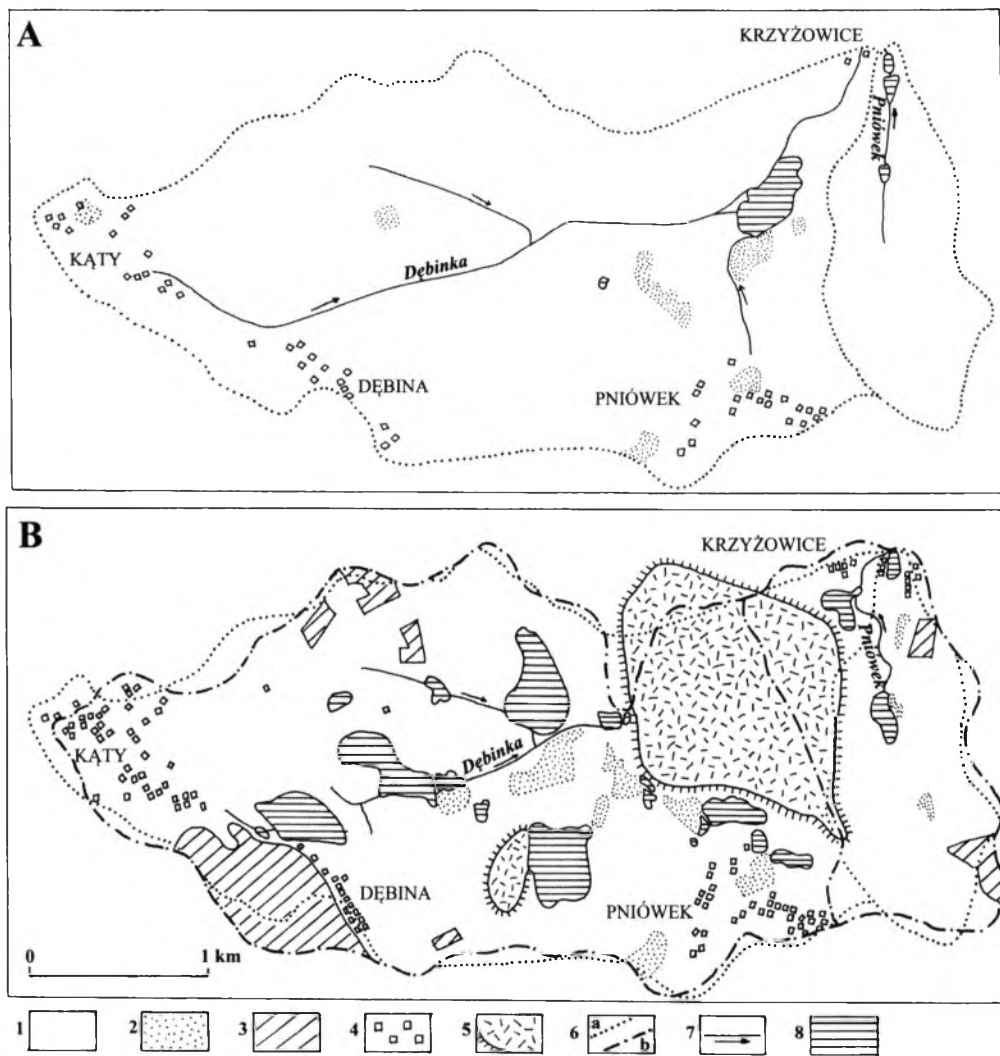 A
KRZYŻOWICE
Pniówek
KĄTY
Dębinka
DĘBINA
PNIÓWEK
B
KRZYŻOWICE
Pniówek
KĄTY
Dębinka
DĘBINA
PNIÓWEK
0 1 km
1 2 3 4 5 6 a b 7 8